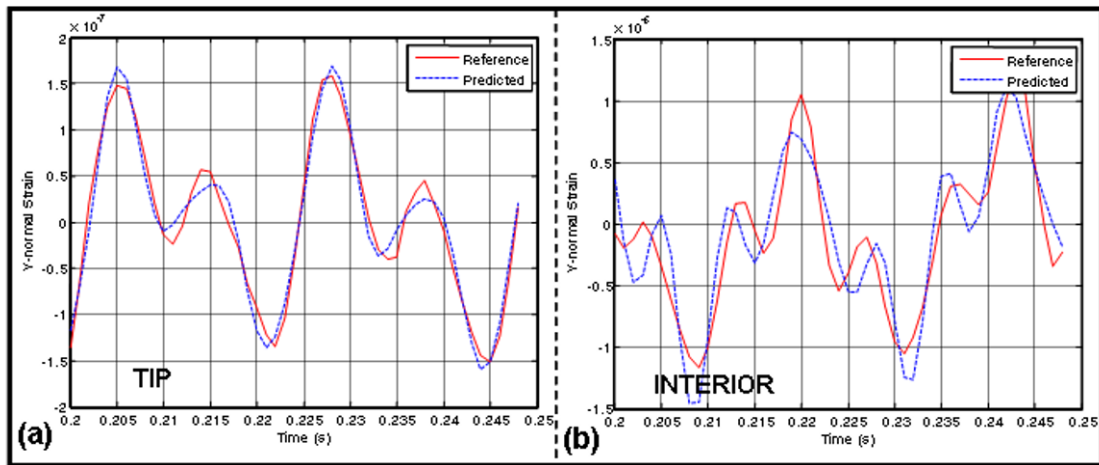 × 10⁻⁷
2
1.5
1
0.5
0
-0.5
-1
-1.5
-2
Y-normal Strain
Reference
Predicted
TIP
0.2 0.205 0.21 0.215 0.22 0.225 0.23 0.235 0.24 0.245 0.25
Time (s)
(a)
× 10⁻⁶
1.5
1
0.5
0
-0.5
-1
-1.5
Y-normal Strain
Reference
Predicted
INTERIOR
0.2 0.205 0.21 0.215 0.22 0.225 0.23 0.235 0.24 0.245 0.25
Time (s)
(b)